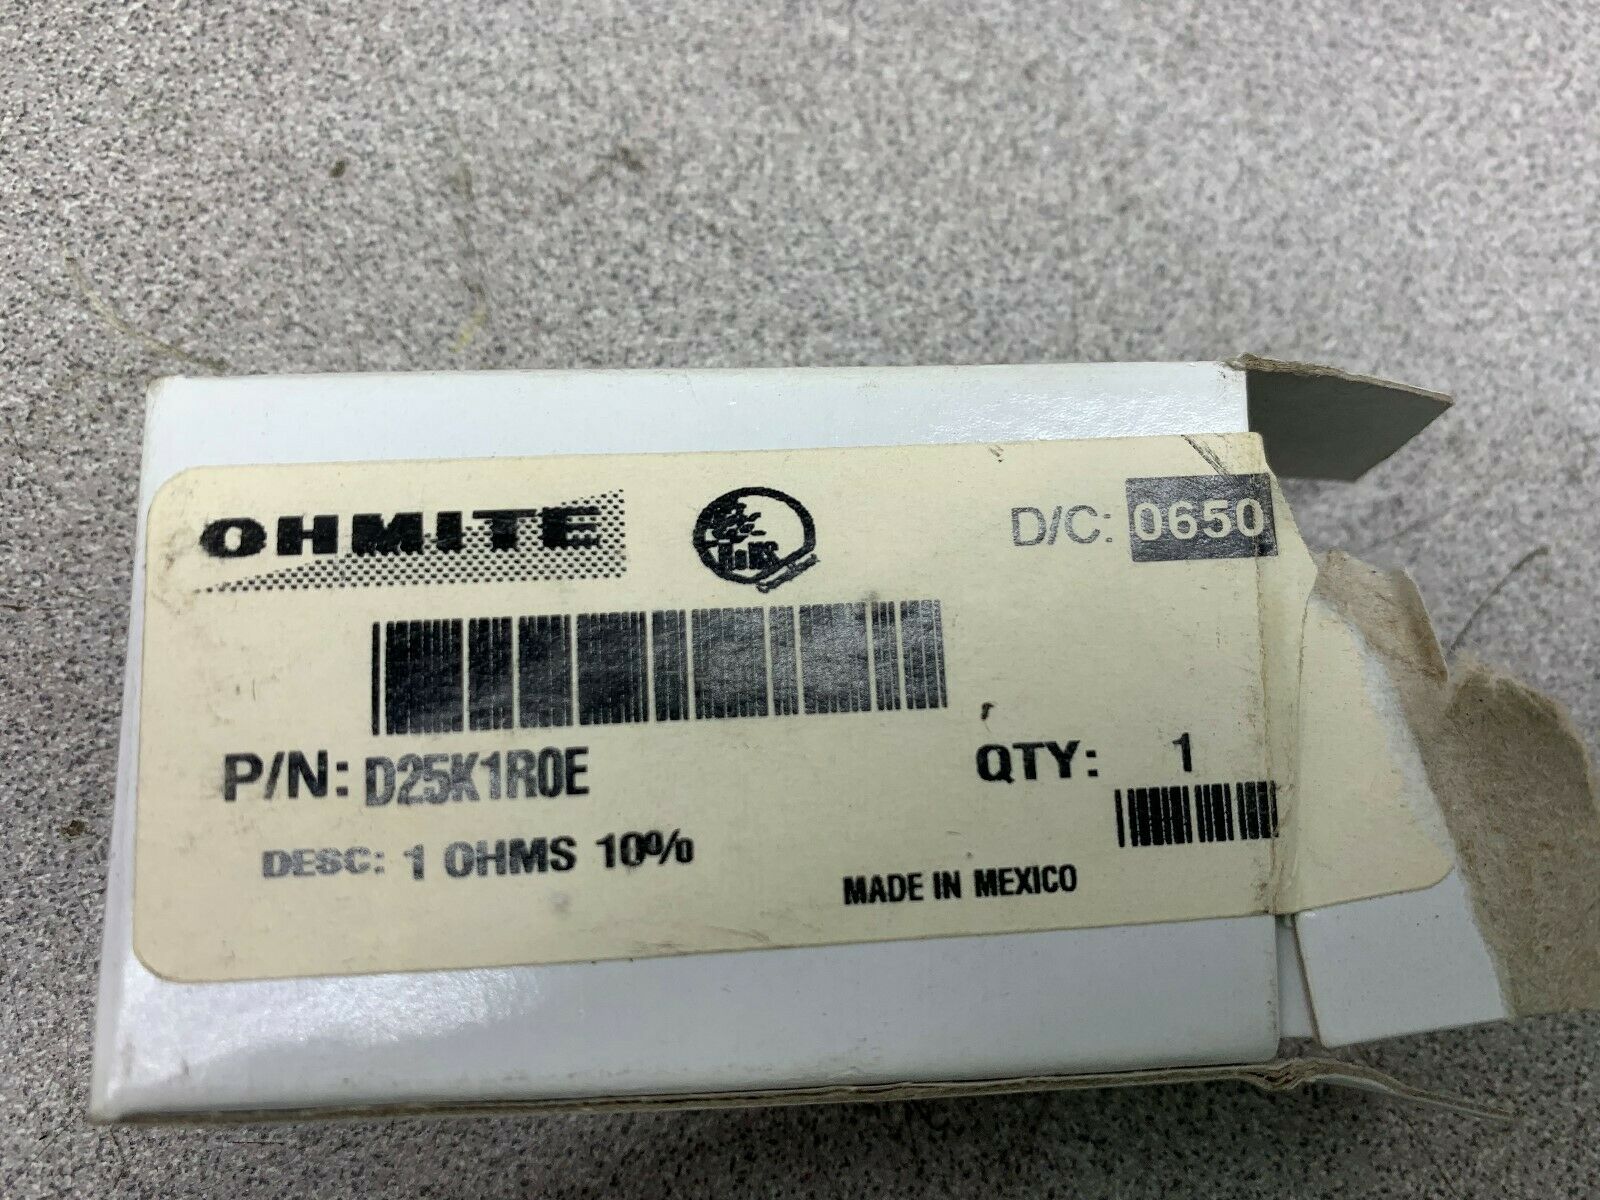 OHMITE
D/C: 0650
P/N: D25K1R0E
QTY: 1
DESC: 1 OHMS 10%
MADE IN MEXICO